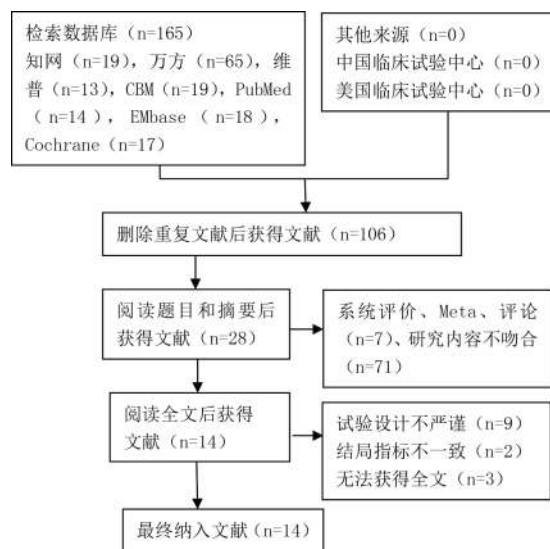 检索数据库（n=165）
知网（n=19），万方（n=65），维
普（n=13），CBM（n=19），PubMed
（n=14），EMbase（n=18），
Cochrane（n=17）
其他来源（n=0）
中国临床试验中心（n=0）
美国临床试验中心（n=0）
删除重复文献后获得文献（n=106）
阅读题目和摘要后
获得文献（n=28）
系统评价、Meta、评论
（n=7）、研究内容不吻合
（n=71）
阅读全文后获得
文献（n=14）
试验设计不严谨（n=9）
结局指标不一致（n=2）
无法获得全文（n=3）
最终纳入文献（n=14）